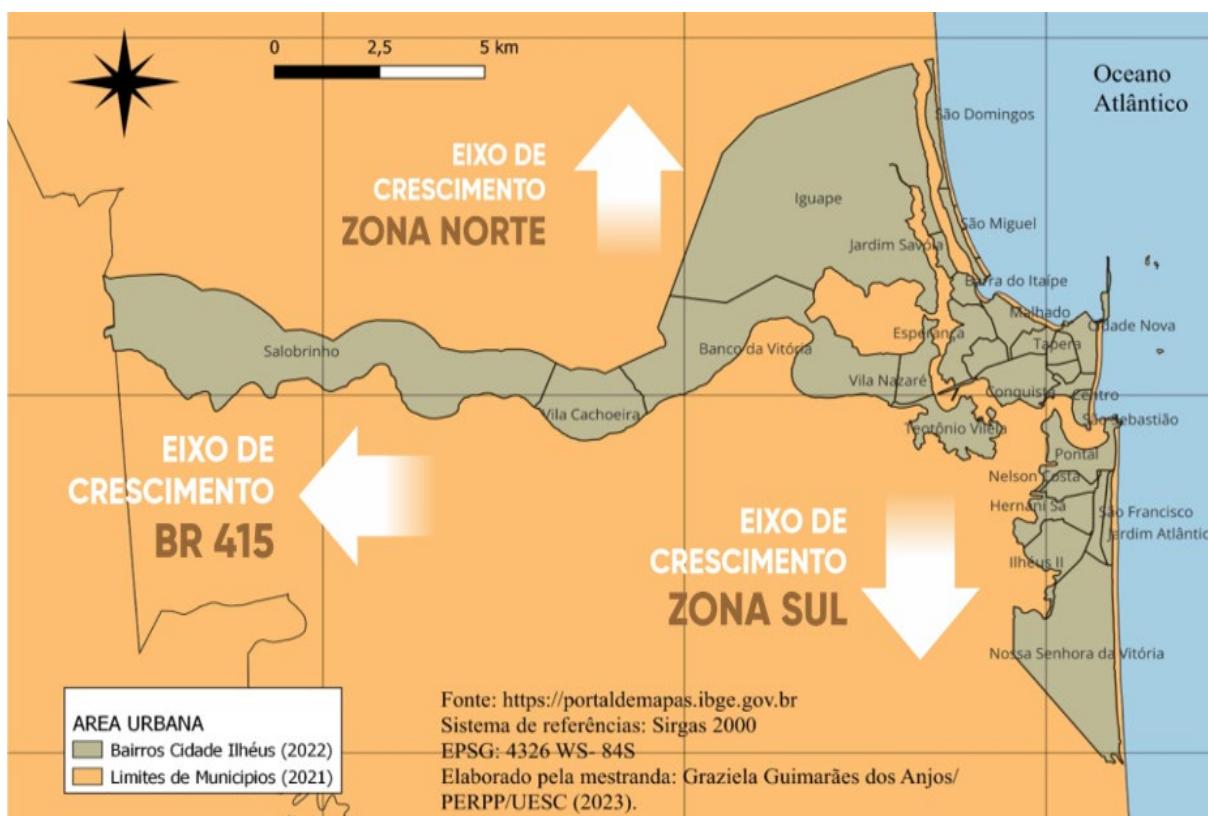 0 2,5 5 km
Oceano
Atlântico
São Domingos
EIXO DE
CRESCIMENTO
ZONA NORTE
Iguape
São Miguel
Jardim Savóia
Barra do Itaípe
Malhado
Cidade Nova
Esperança
Tapera
Salobrinho
Banco da Vitória
Vila Nazaré
Conquista
Centro
Vila Cachoeira
São Sebastião
Teotônio Vilela
Pontal
EIXO DE
CRESCIMENTO
BR 415
Nelson Costa
Hernani Sá
São Francisco
Jardim Atlântic
EIXO DE
CRESCIMENTO
ZONA SUL
Ilhéus II
Nossa Senhora da Vitória
AREA URBANA
Bairros Cidade Ilhéus (2022)
Limites de Municipios (2021)
Fonte: https://portaldemapas.ibge.gov.br
Sistema de referências: Sirgas 2000
EPSG: 4326 WS- 84S
Elaborado pela mestranda: Graziela Guimarães dos Anjos/
PERPP/UESC (2023).